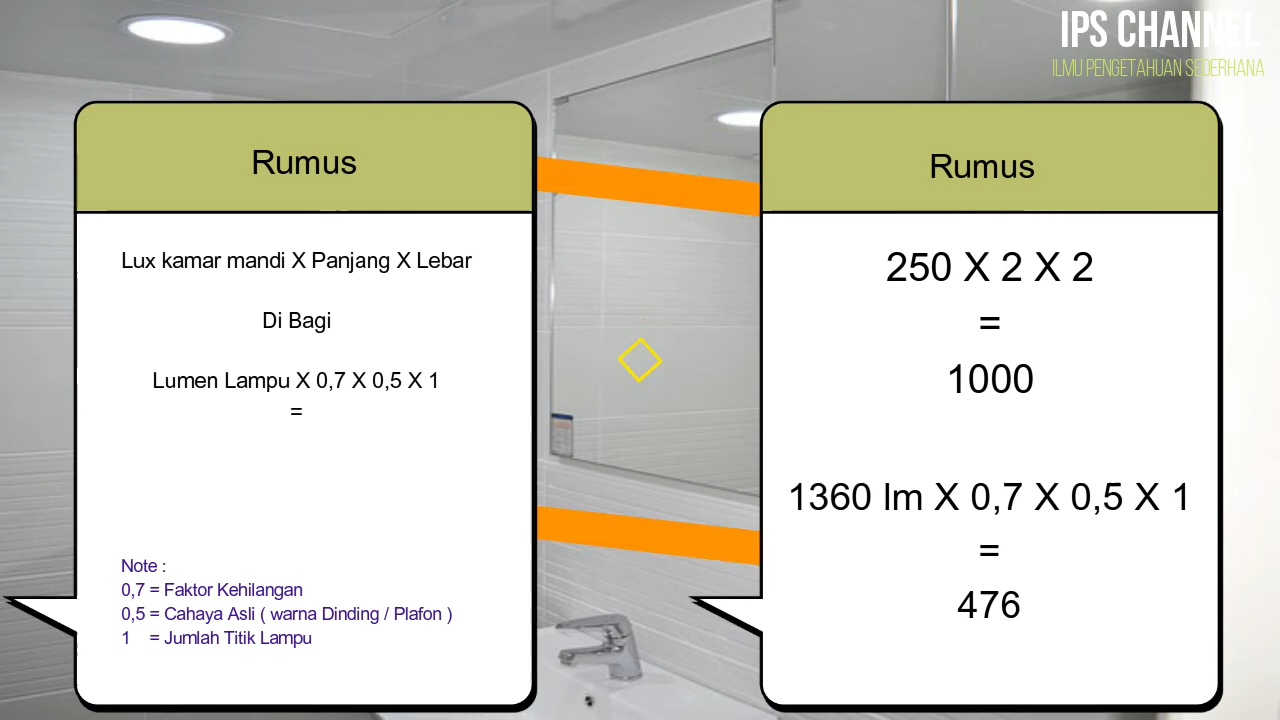 IPS CHANNEL
ILMU PENGETAHUAN SEDERHANA
Rumus
Lux kamar mandi X Panjang X Lebar
Di Bagi
Lumen Lampu X 0,7 X 0,5 X 1
=
Note :
0,7 = Faktor Kehilangan
0,5 = Cahaya Asli ( warna Dinding / Plafon )
1 = Jumlah Titik Lampu
Rumus
250 X 2 X 2
=
1000
1360 lm X 0,7 X 0,5 X 1
=
476